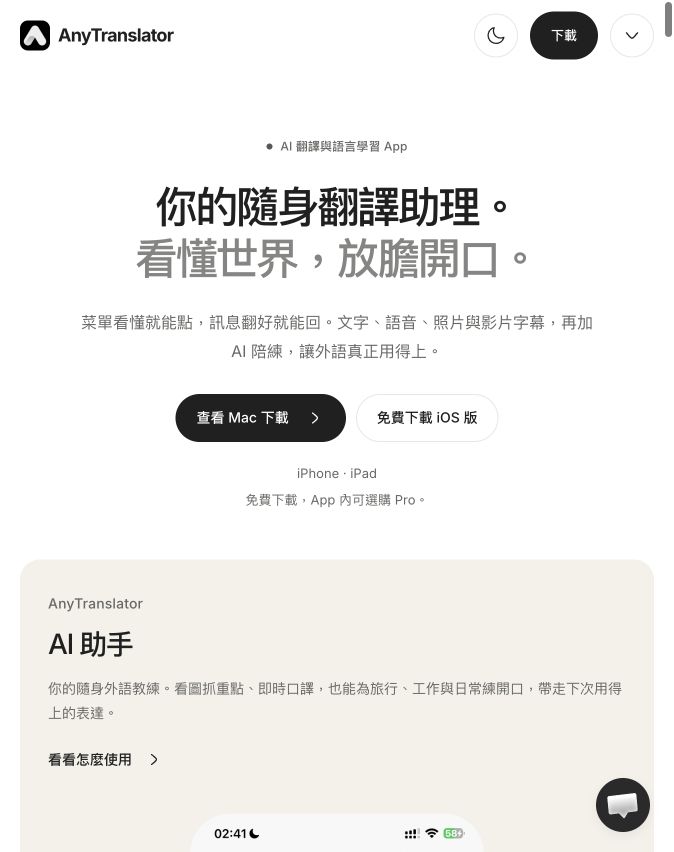 AnyTranslator
下載
AI 翻譯與語言學習 App
你的隨身翻譯助理。
看懂世界，放膽開口。
菜單看懂就能點，訊息翻好就能回。文字、語音、照片與影片字幕，再加
AI 陪練，讓外語真正用得上。
查看 Mac 下載
免費下載 iOS 版
iPhone · iPad
免費下載，App 內可選購 Pro。
AnyTranslator
AI 助手
你的隨身外語教練。看圖抓重點、即時口譯，也能為旅行、工作與日常練開口，帶走下次用得
上的表達。
看看怎麼使用
02:41
58